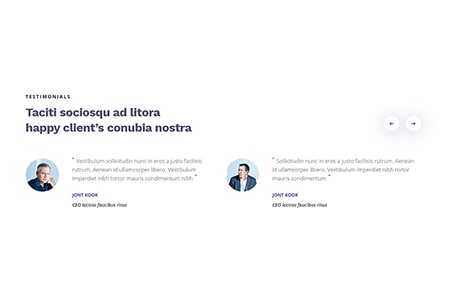 TESTIMONIALS
Taciti sociosqu ad litora
happy client's conubia nostra
" Vestibulum sollicitudin nunc in eros a justo facilisis
rutrum. Aenean id ullamcorper libero. Vestibulum
imperdiet nibh tortor mauris condimentum nibh "
JONT KOOK
CEO lacinia faucibus risus
" Sollicitudin nunc in eros a justo facilisis rutrum. Aenean
id ullamcorper libero. Vestibulum imperdiet nibh tortor
mauris condimentum "
JONT KOOK
CEO lacinia faucibus risus